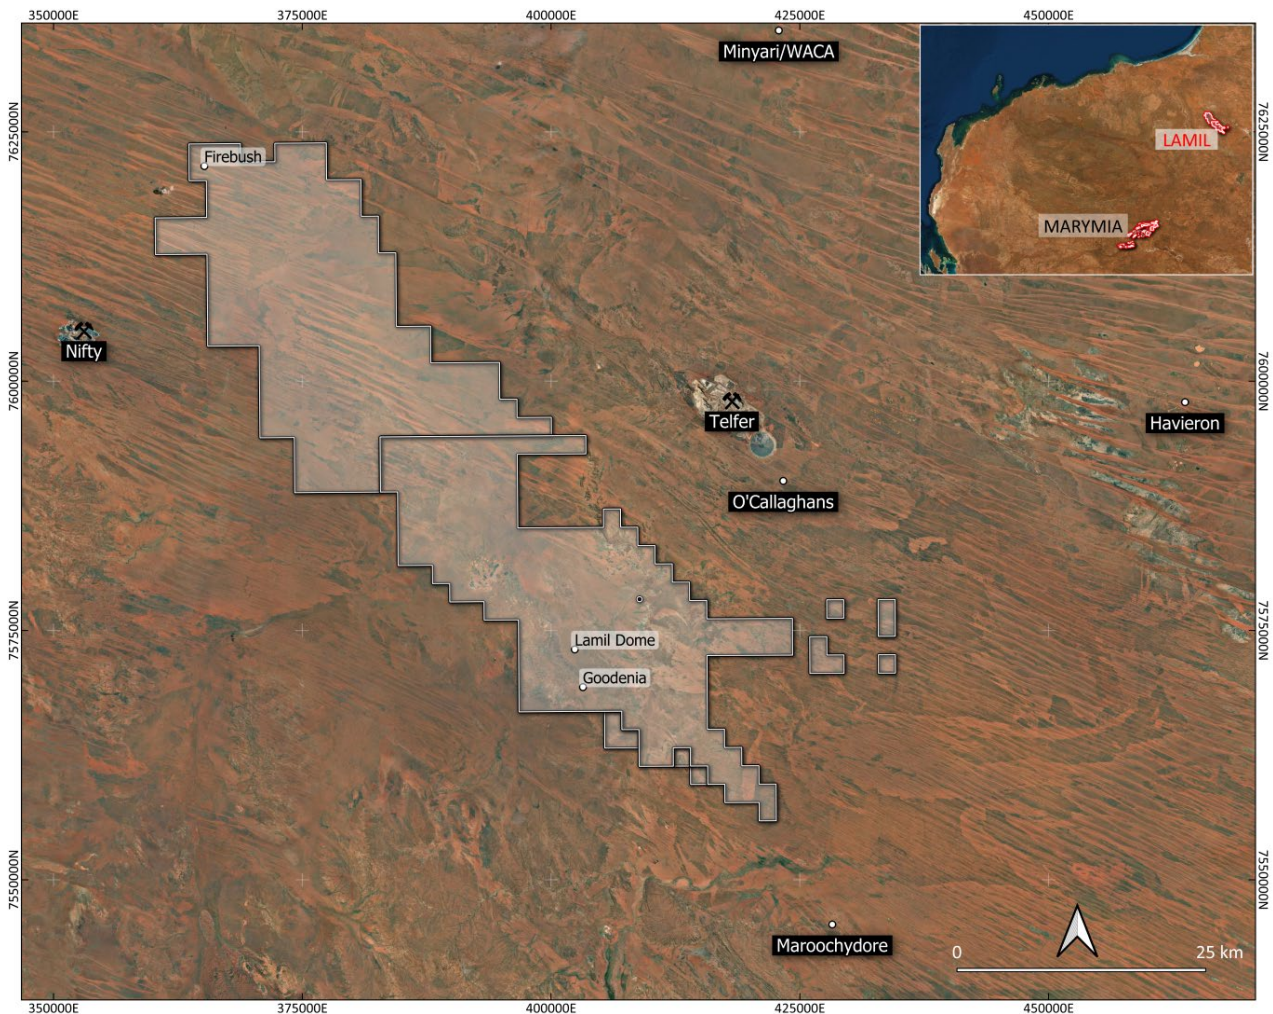 350000E
375000E
400000E
425000E
450000E
Minyari/WACA
7625000N
7625000N
LAMIL
MARYMIA
Firebush
Nifty
7600000N
7600000N
Telfer
Havieron
O'Callaghans
7575000N
7575000N
Lamil Dome
Goodenia
7550000N
7550000N
Maroochydore
0
25 km
350000E
375000E
400000E
425000E
450000E